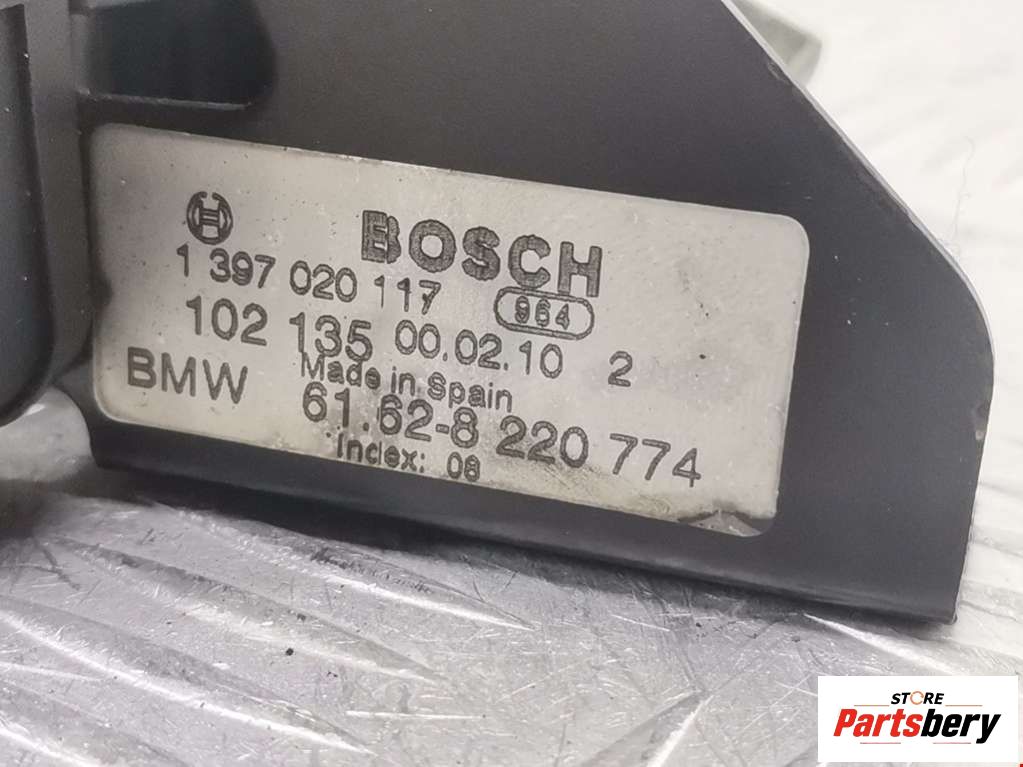 BOSCH
1 397 020 117 964
102 135 00.02.10 2
Made in Spain
BMW 61.62-8 220 774
Index: 08
STORE
Partsbery